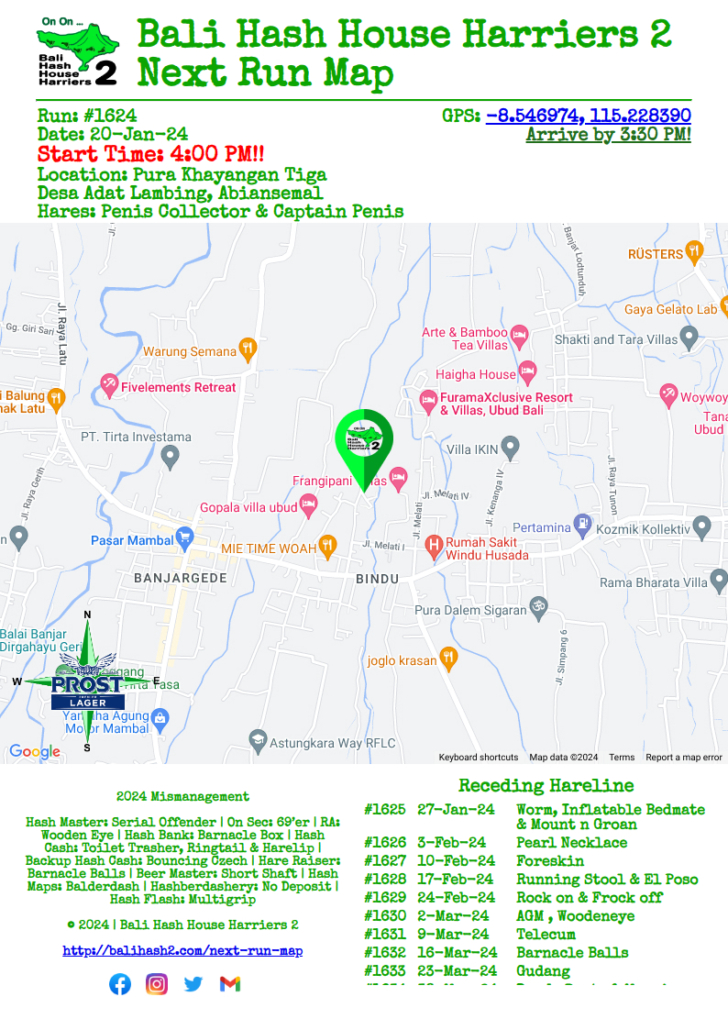 On On ...
Bali
Hash
House
Harriers 2
Bali Hash House Harriers 2
Next Run Map
Run: #1624
GPS: -8.546974, 115.228390
Date: 20-Jan-24
Arrive by 3:30 PM!
Start Time: 4:00 PM!!
Location: Pura Khayangan Tiga
Desa Adat Lambing, Abiansemal
Hares: Penis Collector & Captain Penis
Banjat Lodtunduh
RÜSTERS
Jl. Raya Latu
Gaya Gelato Lab
Gg. Giri Sari
Arte & Bamboo
Tea Villas
Shakti and Tara Villas
Warung Semana
Haigha House
Fivelements Retreat
i Balung
nak Latu
FuramaXclusive Resort
& Villas, Ubud Bali
Woywoy
Tana
Ubud
PT. Tirta Investama
Bali
Hash
House
Harriers 2
Villa IKIN
Jl. Raya Gerih
Frangipani
las
Jl. Melati IV
Jl. Melati
Jl. Kenanga IV
Jl. Raya Tunon
Gopala villa ubud
Pertamina
Kozmik Kollektiv
n
Pasar Mambal
MIE TIME WOAH
Jl. Melati I
Rumah Sakit
Windu Husada
BANJARGEDE
BINDU
Rama Bharata Villa
Pura Dalem Sigaran
N
Balai Banjar
Dirgahayu Geri
joglo krasan
Jl. Simpang 6
W
PROST
LAGER
E
S
Motor Mambal
Astungkara Way RFLC
Google
Keyboard shortcuts
Map data ©2024
Terms
Report a map error
2024 Mismanagement
Hash Master: Serial Offender | On Sec: 69'er | RA:
Wooden Eye | Hash Bank: Barnacle Box | Hash
Cash: Toilet Trasher, Ringtail & Harelip |
Backup Hash Cash: Bouncing Czech | Hare Raiser:
Barnacle Balls | Beer Master: Short Shaft | Hash
Maps: Balderdash | Hashberdashery: No Deposit |
Hash Flash: Multigrip
© 2024 | Bali Hash House Harriers 2
http://balihash2.com/next-run-map
Receding Hareline
#1625 27-Jan-24 Worm, Inflatable Bedmate
& Mount n Groan
#1626 3-Feb-24 Pearl Necklace
#1627 10-Feb-24 Foreskin
#1628 17-Feb-24 Running Stool & El Poso
#1629 24-Feb-24 Rock on & Frock off
#1630 2-Mar-24 AGM , Woodeneye
#1631 9-Mar-24 Telecum
#1632 16-Mar-24 Barnacle Balls
#1633 23-Mar-24 Gudang